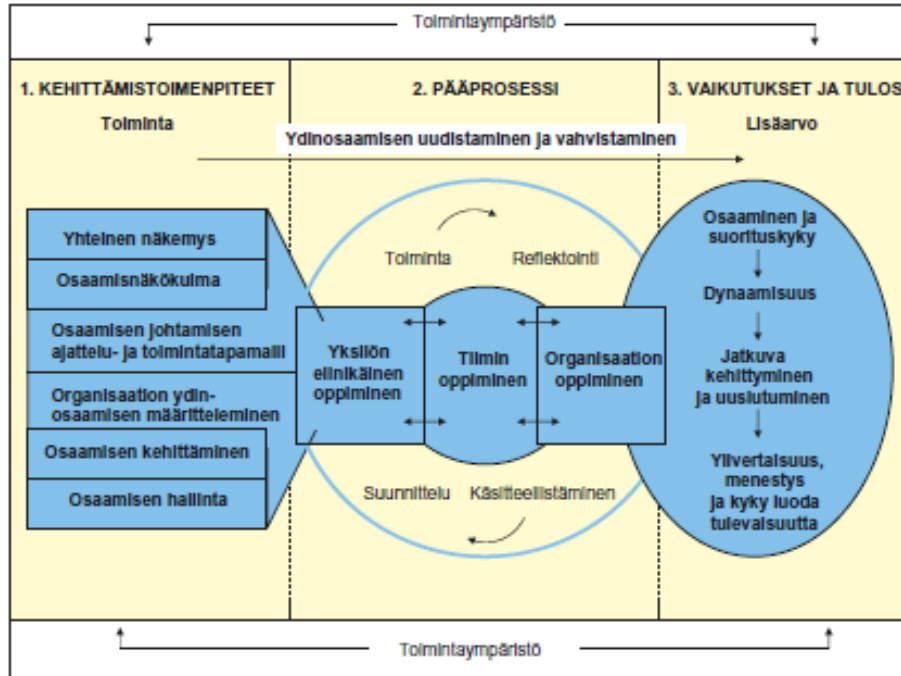 Toimintaympäristö
1. KEHITTÄMISTOIMENPITEET
Toiminta
2. PÄÄPROSESSI
3. VAIKUTUKSET JA TULOS
Lisäarvo
Ydinosaamisen uudistaminen ja vahvistaminen
Yhteinen näkemys
Osaamisnäkökulma
Osaamisen johtamisen
ajattelu- ja toimintatapamalli
Organisaation ydin-
osaamisen määritteleminen
Osaamisen kehittäminen
Osaamisen hallinta
Toiminta
Reflektointi
Yksilön
elinikäinen
oppiminen
Tiimin
oppiminen
Organisaation
oppiminen
Suunnittelu
Käsitteellistäminen
Osaaminen ja
suorituskyky
Dynaamisuus
Jatkuva
kehittyminen
ja uusiutuminen
Ylivertaisuus,
menestys
ja kyky luoda
tulevaisuutta
Toimintaympäristö